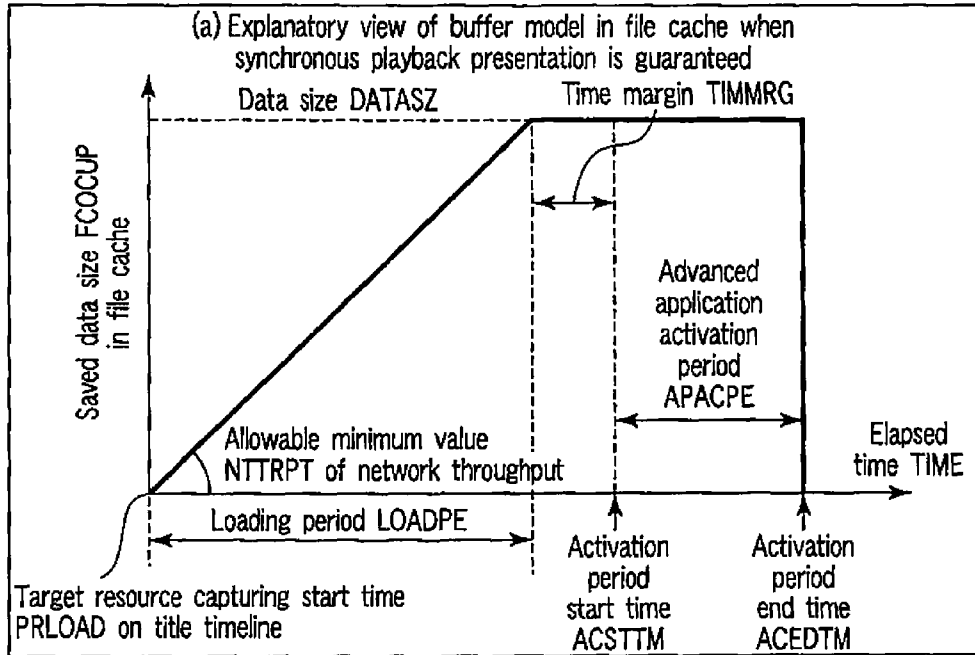 (a) Explanatory view of buffer model in file cache when
synchronous playback presentation is guaranteed
Data size DATASZ
Time margin TIMMRG
Saved data size FCOCUP
in file cache
Advanced
application
activation
period
APACPE
Allowable minimum value
NTTRPT of network throughput
Elapsed
time TIME
Loading period LOADPE
Target resource capturing start time
PRLOAD on title timeline
Activation
period
start time
ACSTTM
Activation
period
end time
ACEDTM